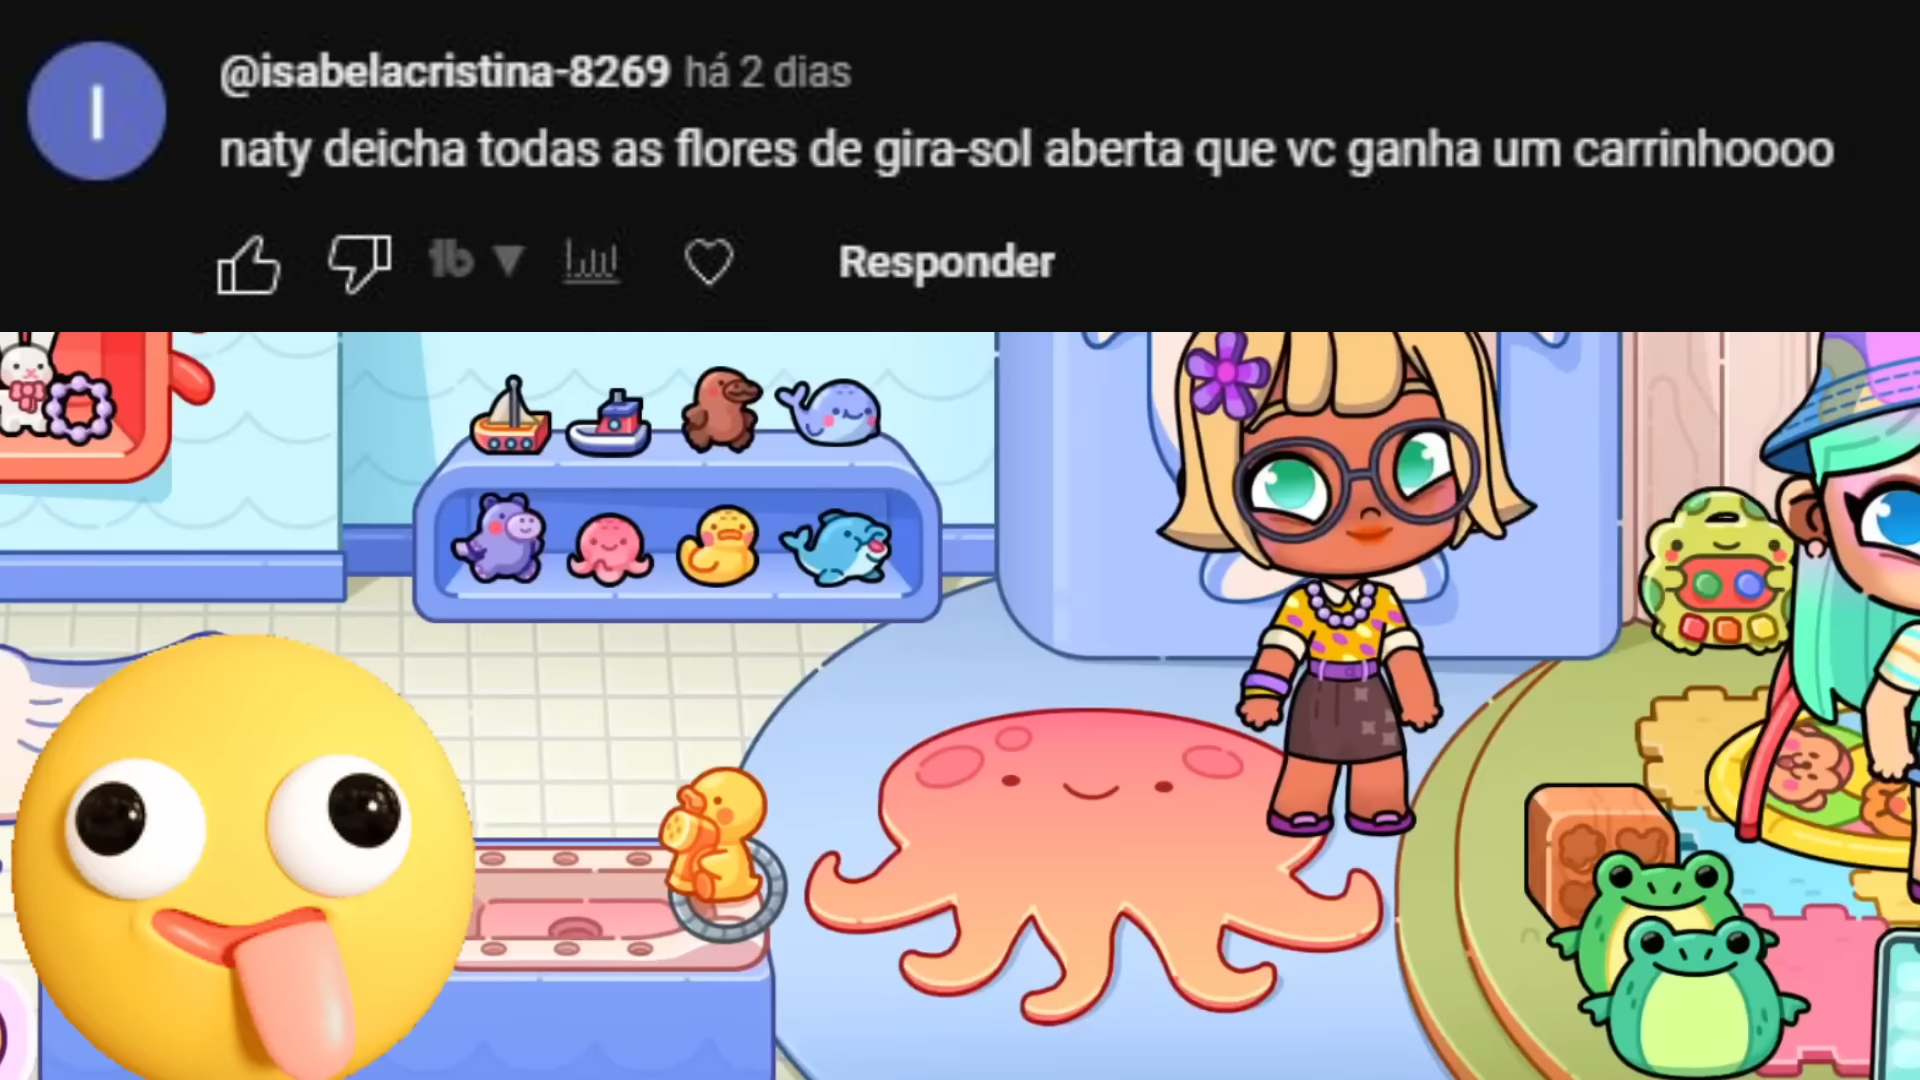 I
@isabelacristina-8269 há 2 dias
naty deicha todas as flores de gira-sol aberta que vc ganha um carrinhoooo
Responder